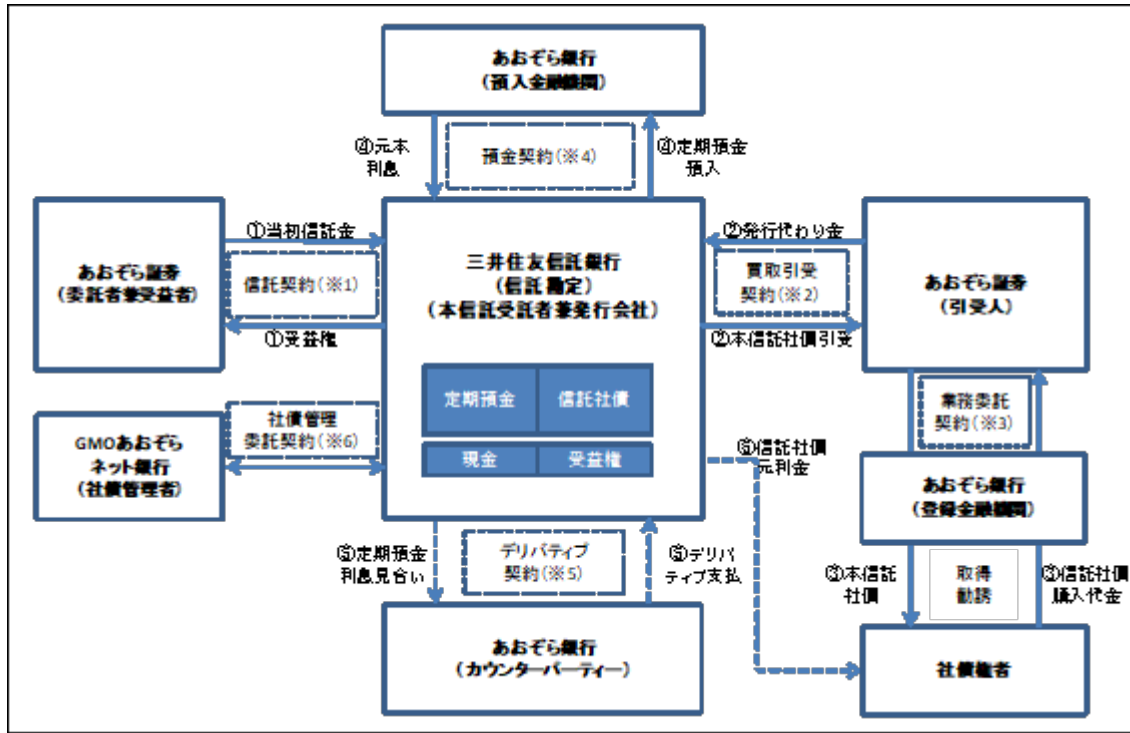 あおぞら銀行
（預入金融機関）
④元本
利息
預金契約(※4)
④定期預金
預入
①当初信託金
あおぞら証券
（委託者兼受益者）
信託契約(※1)
①受益権
三井住友信託銀行
（信託勘定）
（本信託受託者兼発行会社）
②発行代わり金
買取引受
契約(※2)
②本信託社債引受
あおぞら証券
（引受人）
定期預金
信託社債
現金
受益権
社債管理
委託契約(※6)
GMOあおぞら
ネット銀行
（社債管理者）
業務委託
契約(※3)
⑥信託社債
元利金
あおぞら銀行
（登録金融機関）
⑤定期預金
利息見合い
デリバティブ
契約(※5)
⑤デリバ
ティブ支払
③本信託
社債
取得
勧誘
③信託社債
購入代金
あおぞら銀行
（カウンターパーティー）
社債権者